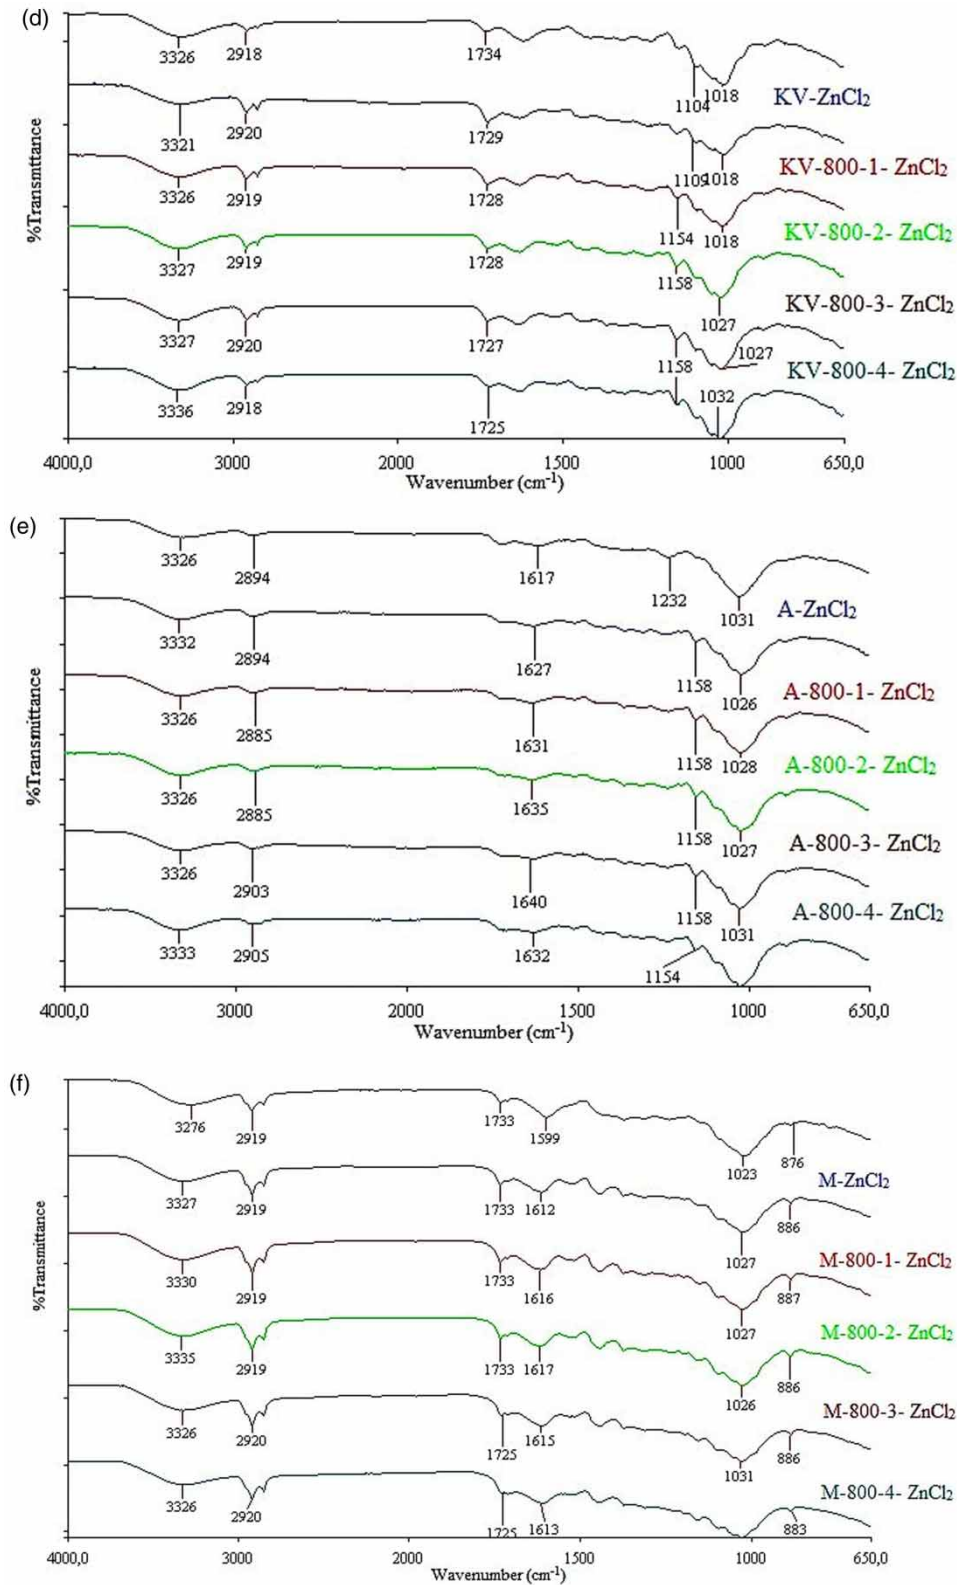 (d)
%Transmttance
3326 2918 1734 1104 1018
KV-ZnCl2
3321 2920 1729 1109 1018
KV-800-1- ZnCl2
3326 2919 1728 1154 1018
KV-800-2- ZnCl2
3327 2919 1728 1158 1027
KV-800-3- ZnCl2
3327 2920 1727 1158 1027
KV-800-4- ZnCl2
3336 2918 1725 1032
4000,0 3000 2000 1500 1000 650,0
Wavenumber (cm-1)
(e)
%Transmittance
3326 2894 1617 1232 1031
A-ZnCl2
3332 2894 1627 1158 1026
A-800-1- ZnCl2
3326 2885 1631 1158 1028
A-800-2- ZnCl2
3326 2885 1635 1158 1027
A-800-3- ZnCl2
3326 2903 1640 1158 1031
A-800-4- ZnCl2
3333 2905 1632 1154
4000,0 3000 2000 1500 1000 650,0
Wavenumber (cm-1)
(f)
%Transmittance
3276 2919 1733 1599 1023 876
M-ZnCl2
3327 2919 1733 1612 1027 886
M-800-1- ZnCl2
3330 2919 1733 1616 1027 887
M-800-2- ZnCl2
3335 2919 1733 1617 1026 886
M-800-3- ZnCl2
3326 2920 1725 1615 1031 886
M-800-4- ZnCl2
3326 2920 1725 1613 883
4000,0 3000 2000 1500 1000 650,0
Wavenumber (cm-1)